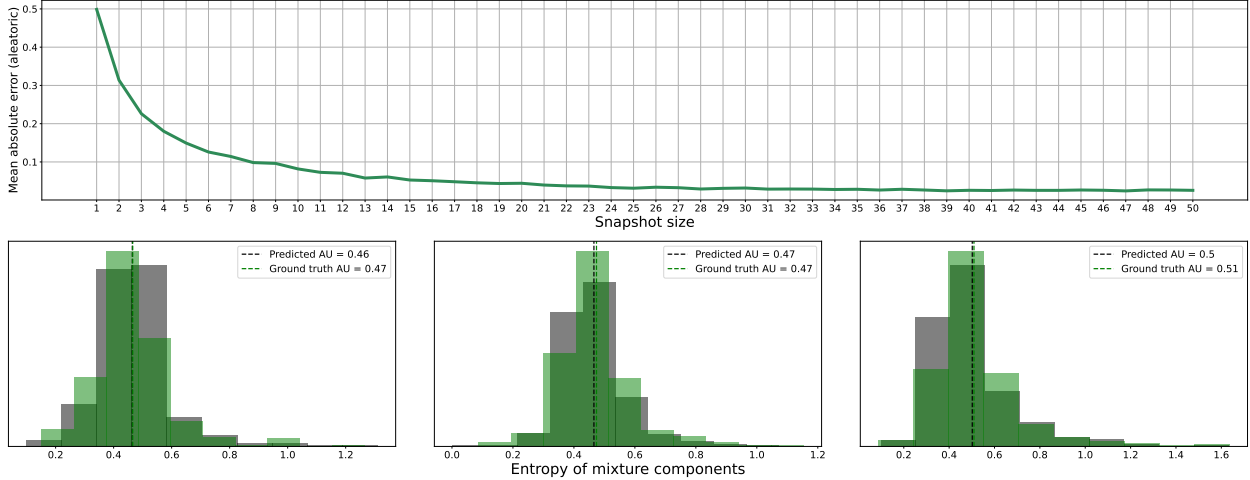 Mean absolute error (aleatoric)
0.5
0.4
0.3
0.2
0.1
1 2 3 4 5 6 7 8 9 10 11 12 13 14 15 16 17 18 19 20 21 22 23 24 25 26 27 28 29 30 31 32 33 34 35 36 37 38 39 40 41 42 43 44 45 46 47 48 49 50
Snapshot size
Predicted AU = 0.46
Ground truth AU = 0.47
0.2 0.4 0.6 0.8 1.0 1.2
Predicted AU = 0.47
Ground truth AU = 0.47
0.0 0.2 0.4 0.6 0.8 1.0 1.2
Predicted AU = 0.5
Ground truth AU = 0.51
0.2 0.4 0.6 0.8 1.0 1.2 1.4 1.6
Entropy of mixture components